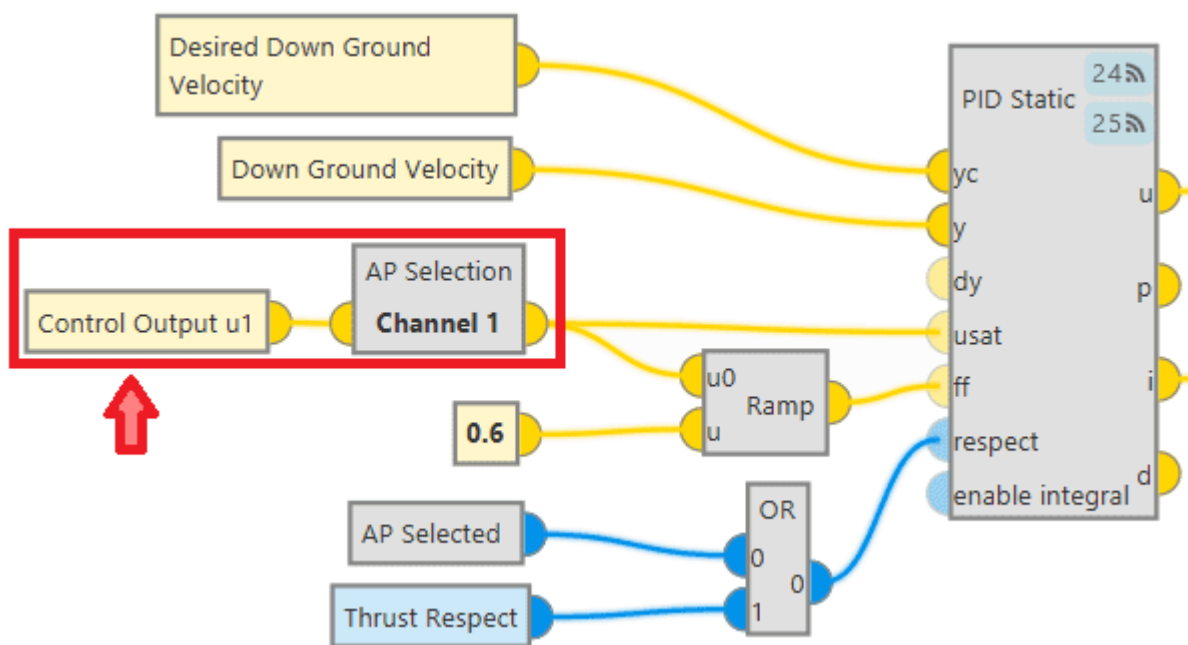 Desired Down Ground
Velocity
Down Ground Velocity
Control Output u1
AP Selection
Channel 1
0.6
u0
u
Ramp
AP Selected
Thrust Respect
OR
0
1
0
PID Static
24
25
yc
y
dy
usat
ff
respect
enable integral
u
p
i
d